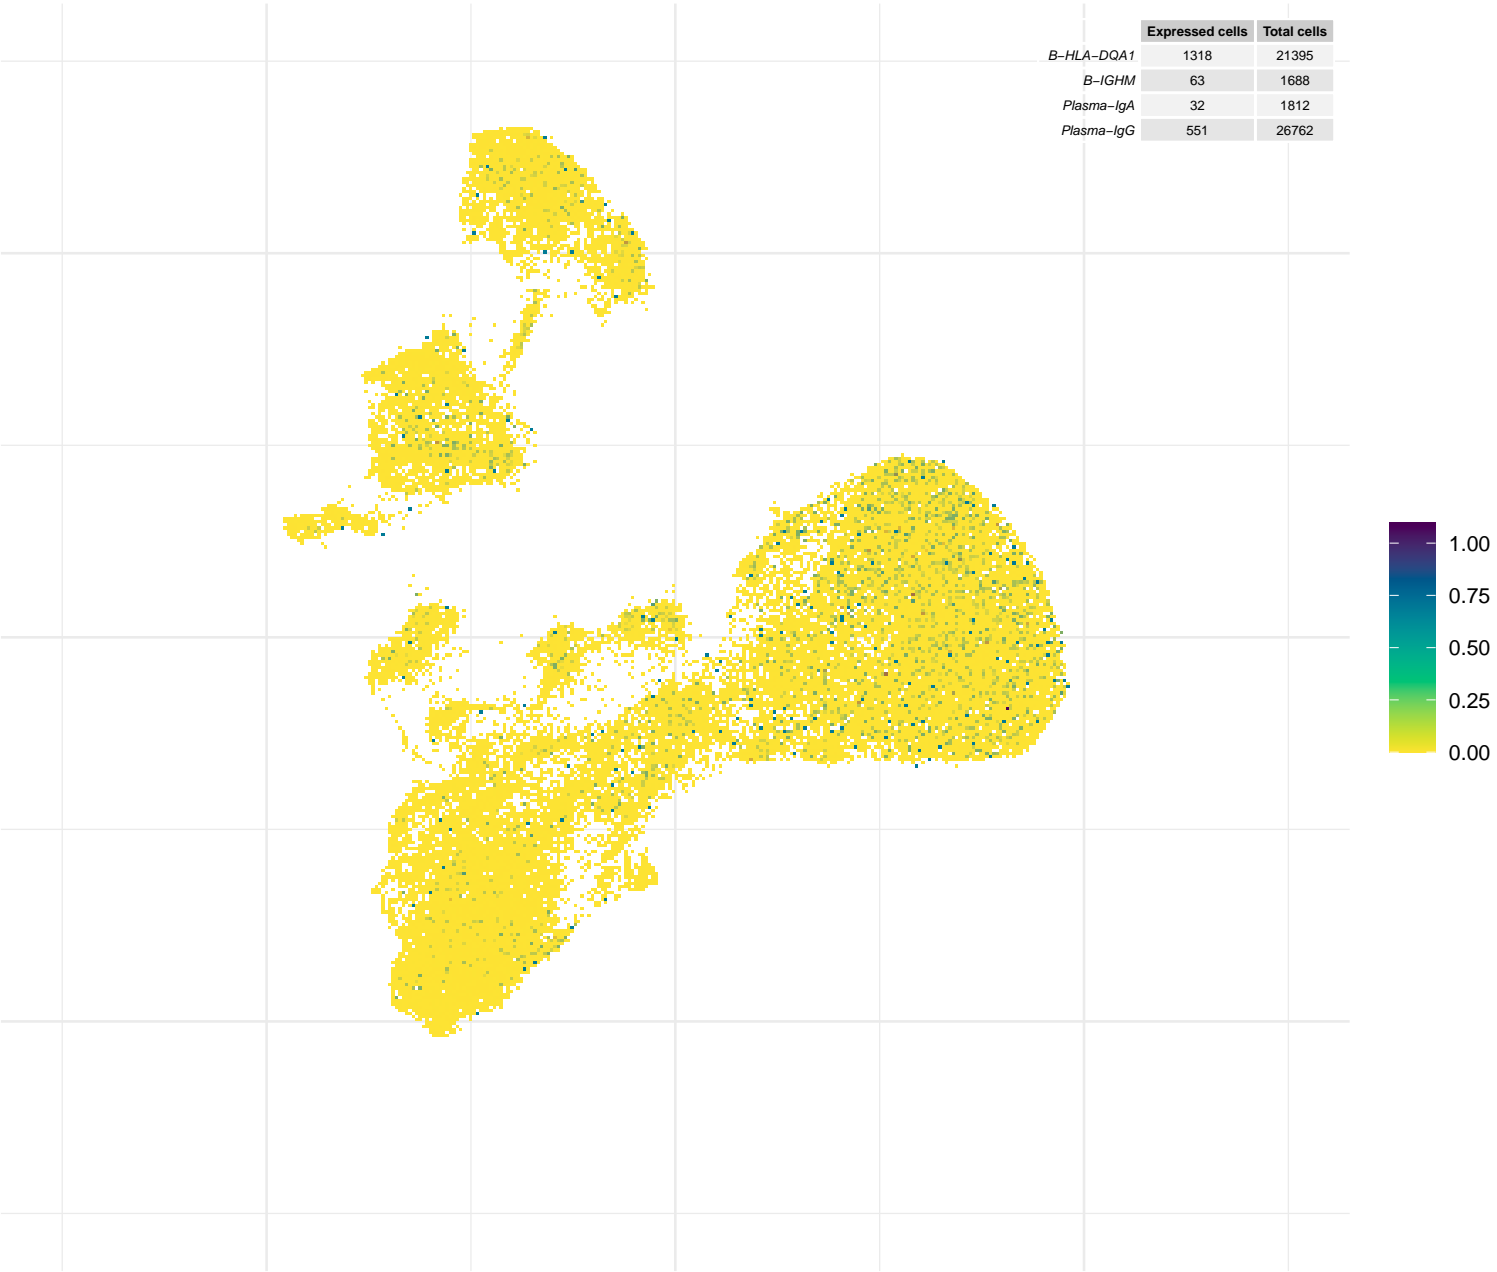 Expressed cells Total cells
B−HLA−DQA1 1318 21395
B−IGHM 63 1688
Plasma−IgA 32 1812
Plasma−IgG 551 26762
1.00
0.75
0.50
0.25
0.00